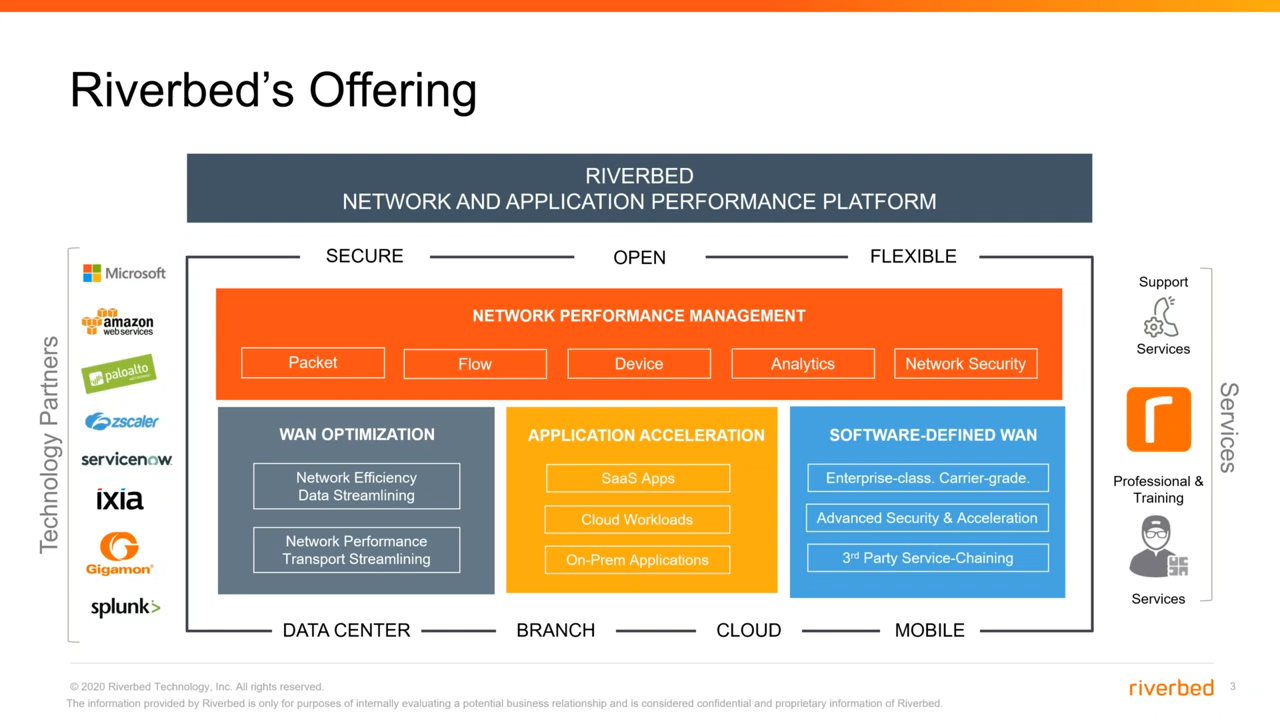 Riverbed's Offering
RIVERBED
NETWORK AND APPLICATION PERFORMANCE PLATFORM
SECURE
OPEN
FLEXIBLE
Technology Partners
Microsoft
amazon
webservices
paloalto
zscaler
servicenow
ixia
Gigamon
splunk>
NETWORK PERFORMANCE MANAGEMENT
Packet
Flow
Device
Analytics
Network Security
WAN OPTIMIZATION
Network Efficiency
Data Streamlining
Network Performance
Transport Streamlining
APPLICATION ACCELERATION
SaaS Apps
Cloud Workloads
On-Prem Applications
SOFTWARE-DEFINED WAN
Enterprise-class. Carrier-grade.
Advanced Security & Acceleration
3rd Party Service-Chaining
DATA CENTER
BRANCH
CLOUD
MOBILE
Support
Services
r
Professional &
Training
Services
Services
© 2020 Riverbed Technology, Inc. All rights reserved.
The information provided by Riverbed is only for purposes of internally evaluating a potential business relationship and is considered confidential and proprietary information of Riverbed.
riverbed
3